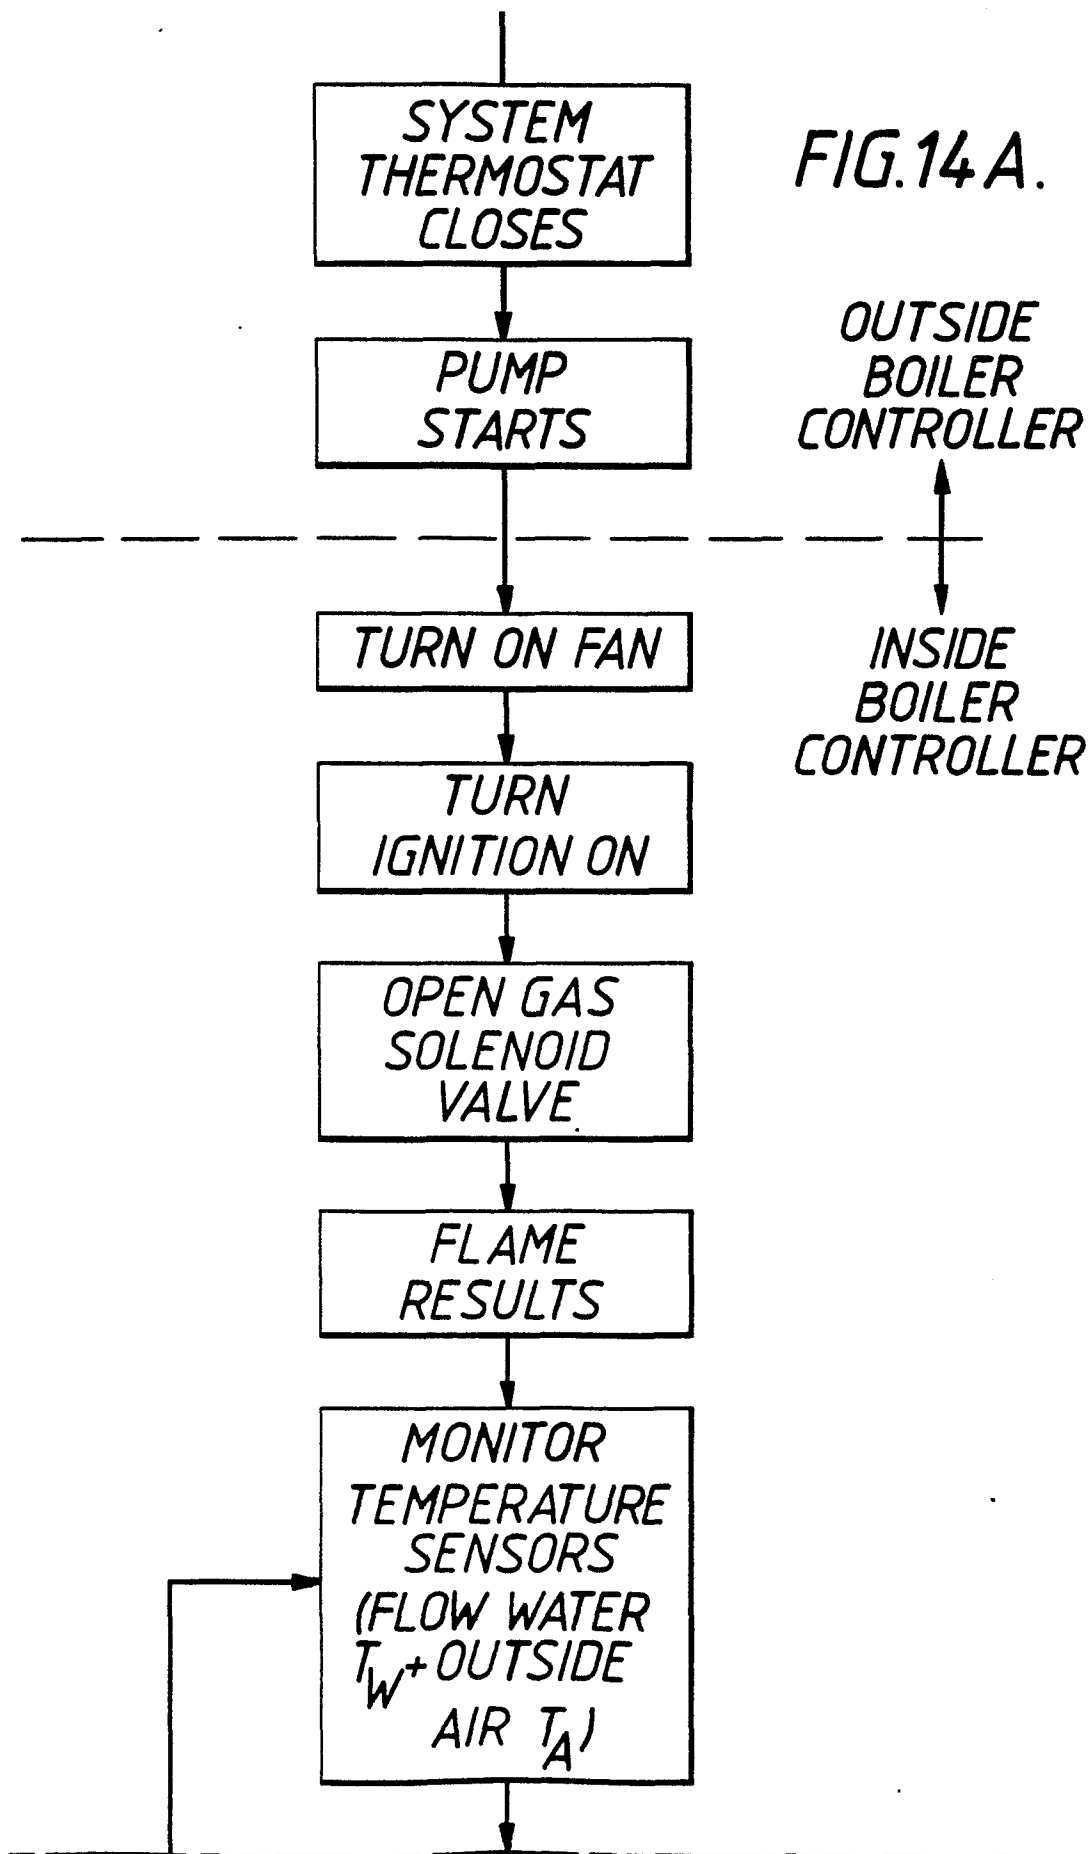 SYSTEM
THERMOSTAT
CLOSES
FIG.14A.
PUMP
STARTS
OUTSIDE
BOILER
CONTROLLER
TURN ON FAN
INSIDE
BOILER
CONTROLLER
TURN
IGNITION ON
OPEN GAS
SOLENOID
VALVE
FLAME
RESULTS
MONITOR
TEMPERATURE
SENSORS
(FLOW WATER
TW + OUTSIDE
AIR TA)